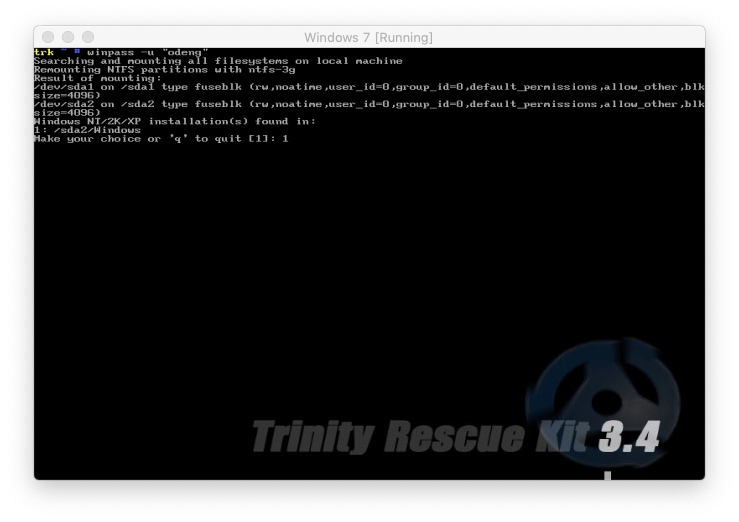 Windows 7 [Running]
trk ~ # winpass -u "odeng"
Searching and mounting all filesystems on local machine
Remounting NTFS partitions with ntfs-3g
Result of mounting:
/dev/sda1 on /sda1 type fuseblk (rw,noatime,user_id=0,group_id=0,default_permissions,allow_other,blk
size=4096)
/dev/sda2 on /sda2 type fuseblk (rw,noatime,user_id=0,group_id=0,default_permissions,allow_other,blk
size=4096)
Windows NT/2K/XP installation(s) found in:
1: /sda2/Windows
Make your choice or 'q' to quit [1]: 1
Trinity Rescue Kit 3.4